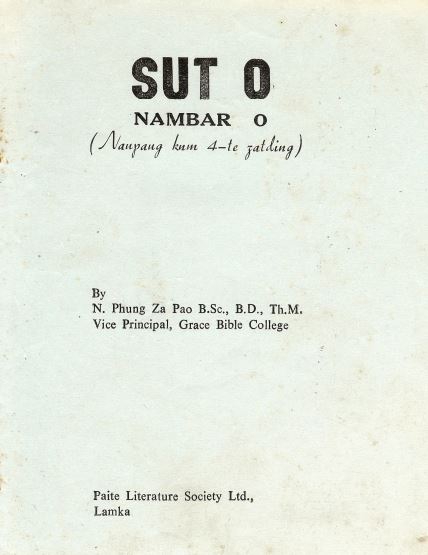 SUT O
NAMBAR O
(Naupang kum 4-te zatding)
By
N. Phung Za Pao B.Sc., B.D., Th.M.
Vice Principal, Grace Bible College
Paite Literature Society Ltd.,
Lamka